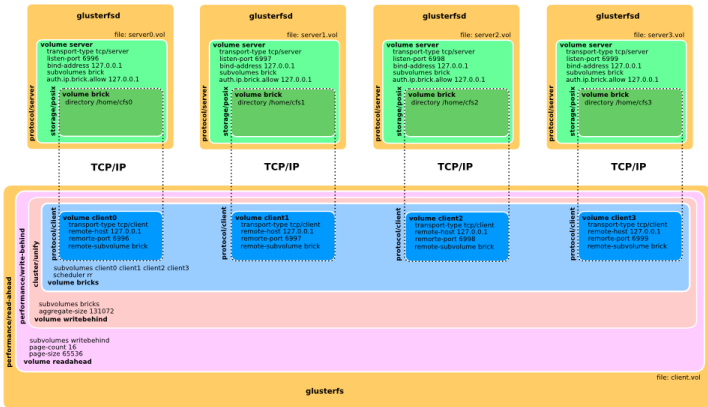 glusterfsd
file: server0.vol
volume server
transport-type tcp/server
listen-port 6996
bind-address 127.0.0.1
subvolumes brick
auth.ip.brick.allow 127.0.0.1
volume brick
directory /home/cfs0
protocol/server
storage/posix
glusterfsd
file: server1.vol
volume server
transport-type tcp/server
listen-port 6997
bind-address 127.0.0.1
subvolumes brick
auth.ip.brick.allow 127.0.0.1
volume brick
directory /home/cfs1
protocol/server
storage/posix
glusterfsd
file: server2.vol
volume server
transport-type tcp/server
listen-port 6998
bind-address 127.0.0.1
subvolumes brick
auth.ip.brick.allow 127.0.0.1
volume brick
directory /home/cfs2
protocol/server
storage/posix
glusterfsd
file: server3.vol
volume server
transport-type tcp/server
listen-port 6999
bind-address 127.0.0.1
subvolumes brick
auth.ip.brick.allow 127.0.0.1
volume brick
directory /home/cfs3
protocol/server
storage/posix
TCP/IP
TCP/IP
TCP/IP
TCP/IP
performance/read-ahead
performance/write-behind
cluster/unify
protocol/client
volume client0
transport-type tcp/client
remote-host 127.0.0.1
remorte-port 6996
remote-subvolume brick
protocol/client
volume client1
transport-type tcp/client
remote-host 127.0.0.1
remorte-port 6997
remote-subvolume brick
protocol/client
volume client2
transport-type tcp/client
remote-host 127.0.0.1
remorte-port 6998
remote-subvolume brick
protocol/client
volume client3
transport-type tcp/client
remote-host 127.0.0.1
remorte-port 6999
remote-subvolume brick
subvolumes client0 client1 client2 client3
scheduler rr
volume bricks
subvolumes bricks
aggregate-size 131072
volume writebehind
subvolumes writebehind
page-count 16
page-size 65536
volume readahead
file: client.vol
glusterfs